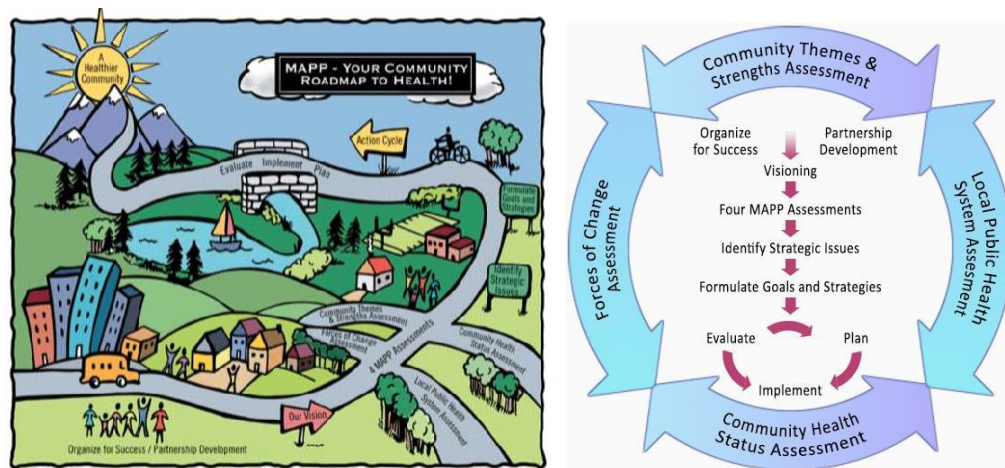 A
Healthier
Community
MAPP - YOUR COMMUNITY
ROADMAP TO HEALTH!
Action Cycle
Evaluate Implement Plan
Formulate
Goals and
Strategies
Identify
Strategic
Issues
Community Themes
& Strengths Assessment
Forces of Change
Assessment
4 MAPP Assessments
Community Health
Status Assessment
Local Public Health
System Assessment
Our Vision
Organize for Success / Partnership Development
Community Themes &
Strengths Assessment
Organize
for Success
Partnership
Development
Visioning
Four MAPP Assessments
Identify Strategic Issues
Formulate Goals and Strategies
Evaluate
Plan
Implement
Forces of Change
Assessment
Local Public Health
System Assessment
Community Health
Status Assessment